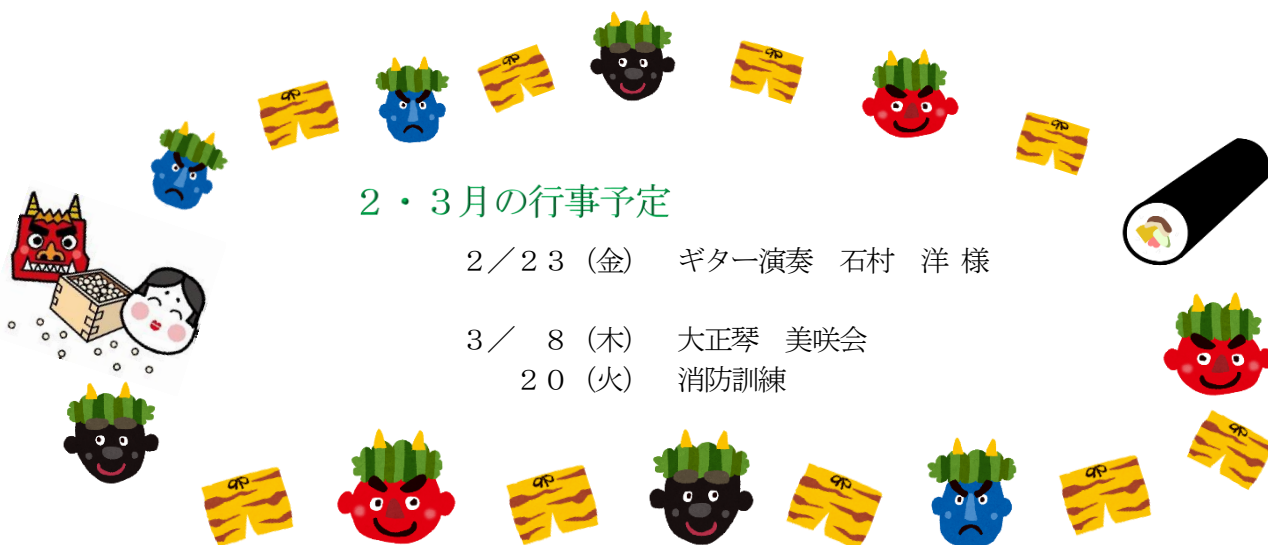 ２・３月の行事予定
２／２３（金）　ギター演奏　石村　洋 様
３／　８（木）　大正琴　美咲会
２０（火）　消防訓練